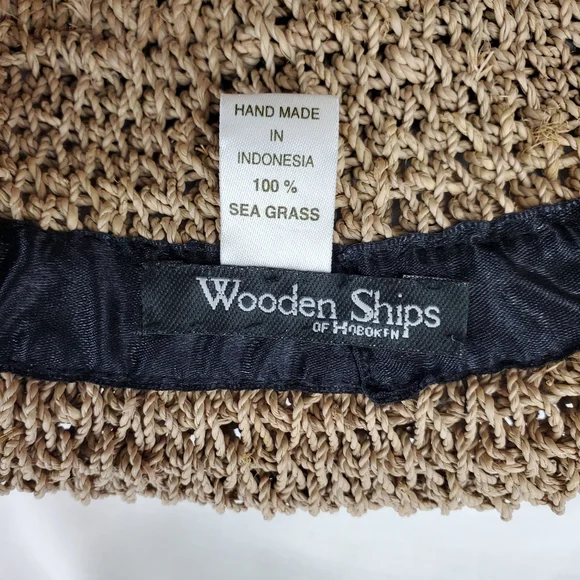 HAND MADE
IN
INDONESIA
100 %
SEA GRASS
Wooden Ships
OF HOBOKEN